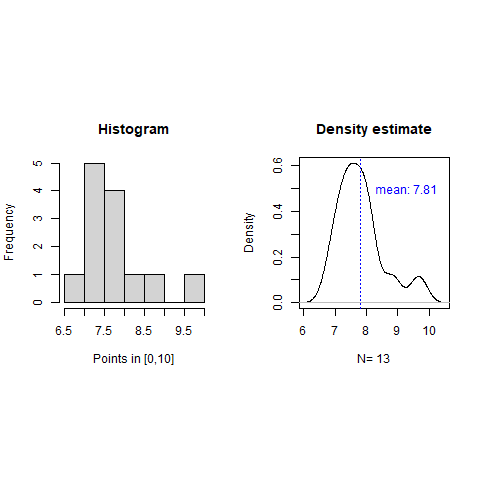 Histogram
Frequency
5
4
3
2
1
0
6.5 7.5 8.5 9.5
Points in [0,10]
Density estimate
Density
0.6
0.4
0.2
0.0
mean: 7.81
6 7 8 9 10
N= 13